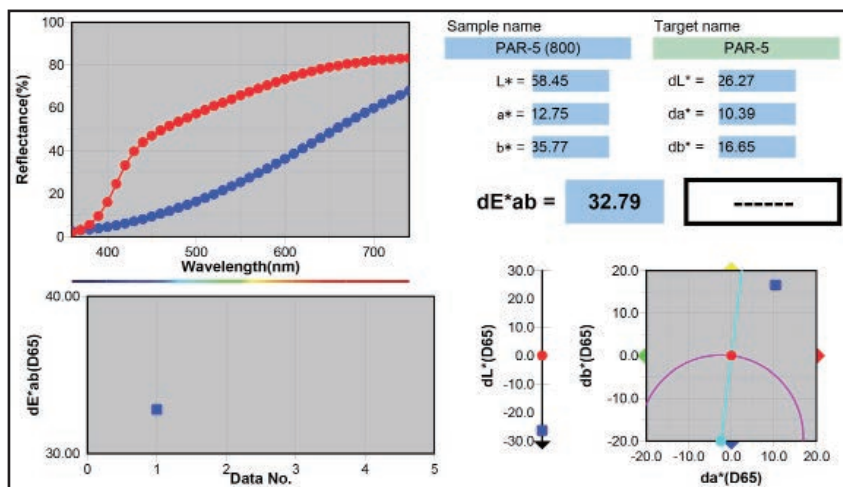 Reflectance(%)
100
80
60
40
20
0
400
500
600
700
Wavelength(nm)
Sample name
PAR-5 (800)
L* = 58.45
a* = 12.75
b* = 35.77
Target name
PAR-5
dL* = 26.27
da* = 10.39
db* = 16.65
dE*ab = 32.79
------
dE*ab(D65)
40.00
30.00
0
1
2
3
4
5
Data No.
dL*(D65)
30.0
20.0
10.0
0.0
-10.0
-20.0
-30.0
db*(D65)
20.0
10.0
0.0
-10.0
-20.0
-20.0
-10.0
0.0
10.0
20.0
da*(D65)